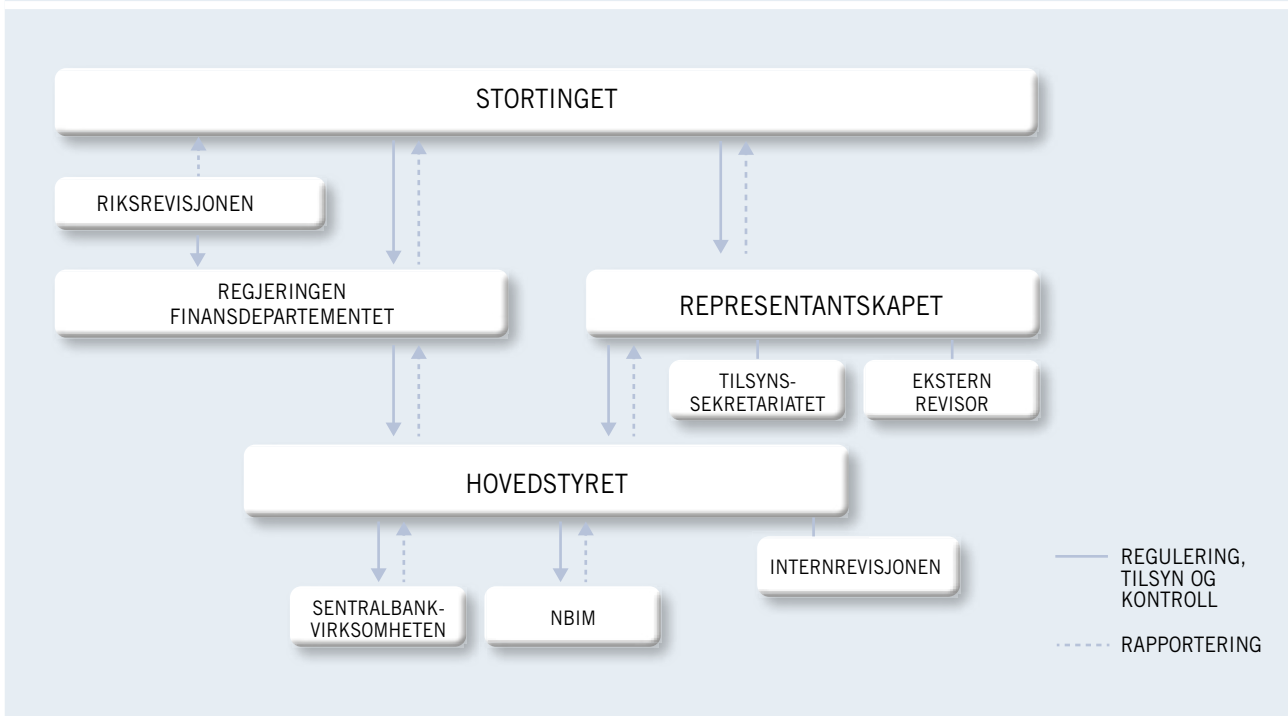 STORTINGET
RIKSREVISJONEN
REGJERINGEN
FINANSDEPARTEMENTET
REPRESENTANTSKAPET
TILSYNS-
SEKRETARIATET
EKSTERN
REVISOR
HOVEDSTYRET
INTERNREVISJONEN
SENTRALBANK-
VIRKSOMHETEN
NBIM
REGULERING,
TILSYN OG
KONTROLL
RAPPORTERING